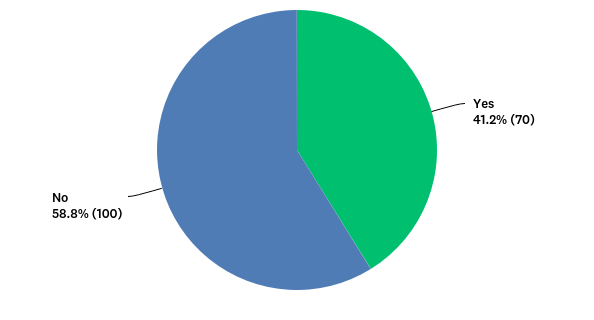 Yes
41.2% (70)
No
58.8% (100)